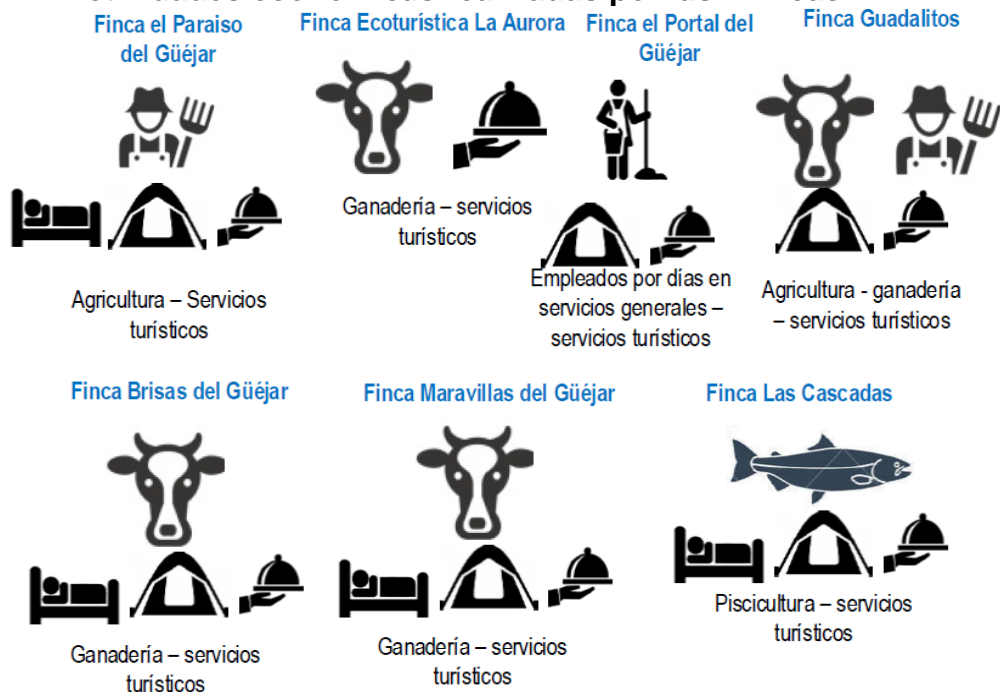 Finca el Paraiso
del Güéjar
Agricultura – Servicios
turísticos
Finca Ecoturística La Aurora
Ganadería – servicios
turísticos
Finca el Portal del
Güéjar
Empleados por días en
servicios generales –
servicios turísticos
Finca Guadalitos
Agricultura - ganadería
– servicios turísticos
Finca Brisas del Güéjar
Ganadería – servicios
turísticos
Finca Maravillas del Güéjar
Ganadería – servicios
turísticos
Finca Las Cascadas
Piscicultura – servicios
turísticos